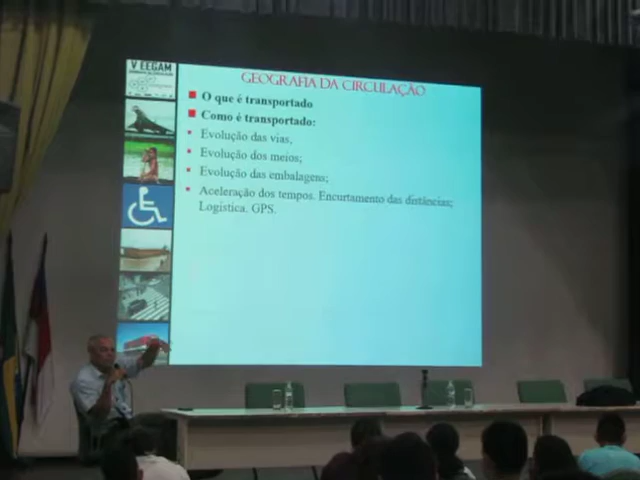 V EEGAM
GEOGRAFIA DA CIRCULAÇÃO
O que é transportado
Como é transportado:
Evolução das vias,
Evolução dos meios;
Evolução das embalagens;
Aceleração dos tempos. Encurtamento das distâncias;
Logística. GPS.